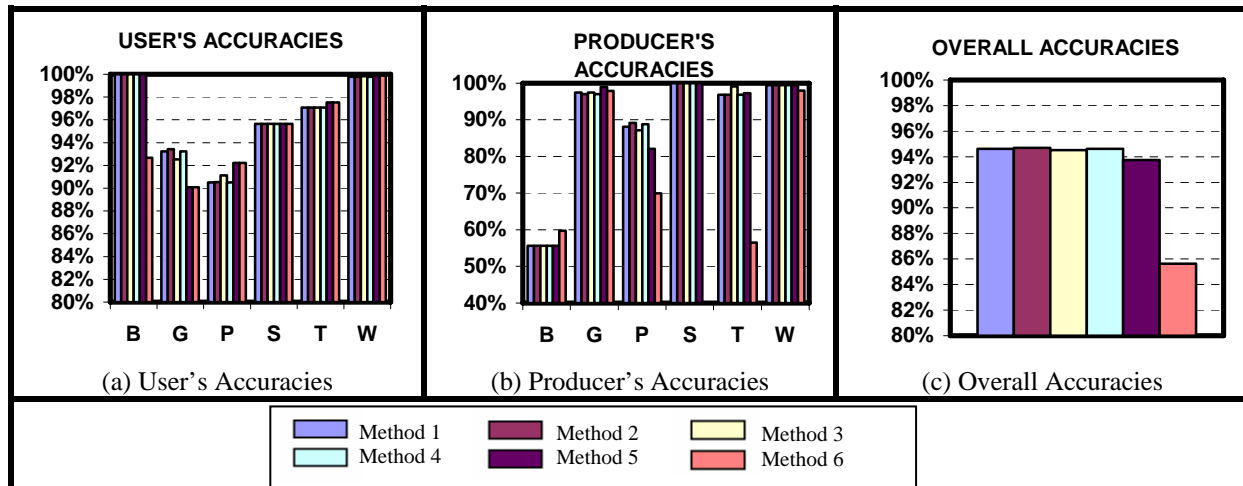 USER'S ACCURACIES
100%
98%
96%
94%
92%
90%
88%
86%
84%
82%
80%
B G P S T W
(a) User’s Accuracies
PRODUCER'S
ACCURACIES
100%
90%
80%
70%
60%
50%
40%
B G P S T W
(b) Producer’s Accuracies
OVERALL ACCURACIES
100%
98%
96%
94%
92%
90%
88%
86%
84%
82%
80%
(c) Overall Accuracies
Method 1 Method 2 Method 3
Method 4 Method 5 Method 6